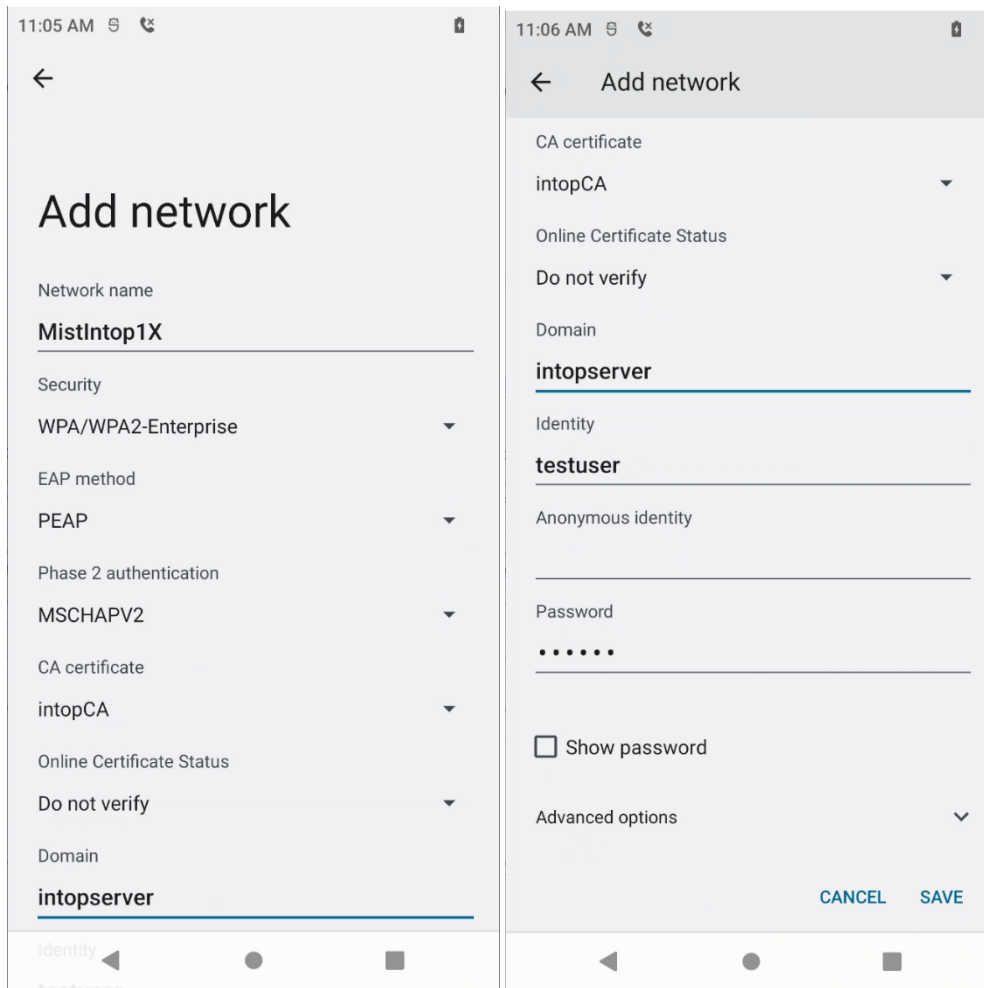 11:05 AM
Add network
Network name
MistIntop1X
Security
WPA/WPA2-Enterprise
EAP method
PEAP
Phase 2 authentication
MSCHAPV2
CA certificate
intopCA
Online Certificate Status
Do not verify
Domain
intopserver
Identity
11:06 AM
Add network
CA certificate
intopCA
Online Certificate Status
Do not verify
Domain
intopserver
Identity
testuser
Anonymous identity
Password
••••••
Show password
Advanced options
CANCEL SAVE